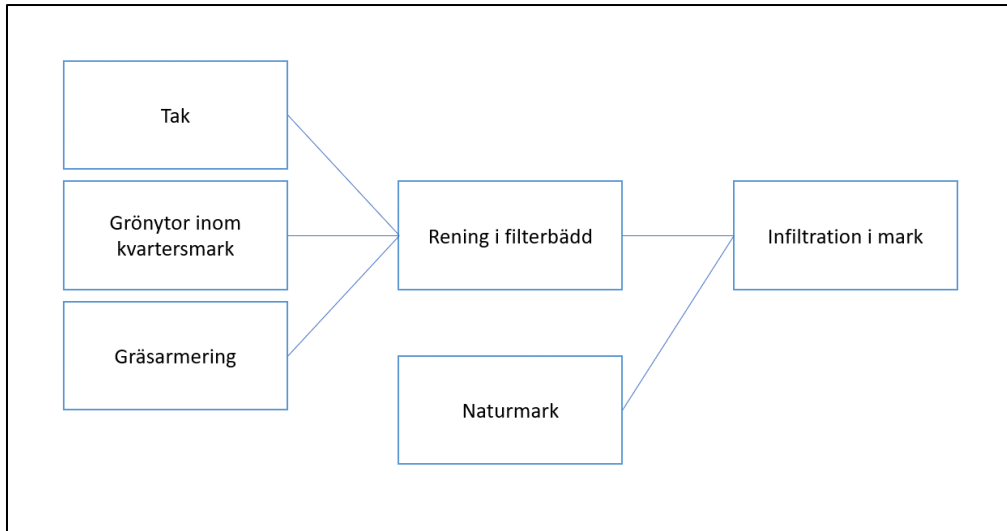 Tak
Grönytor inom
kvartersmark
Gräsarmering
Rening i filterbädd
Naturmark
Infiltration i mark